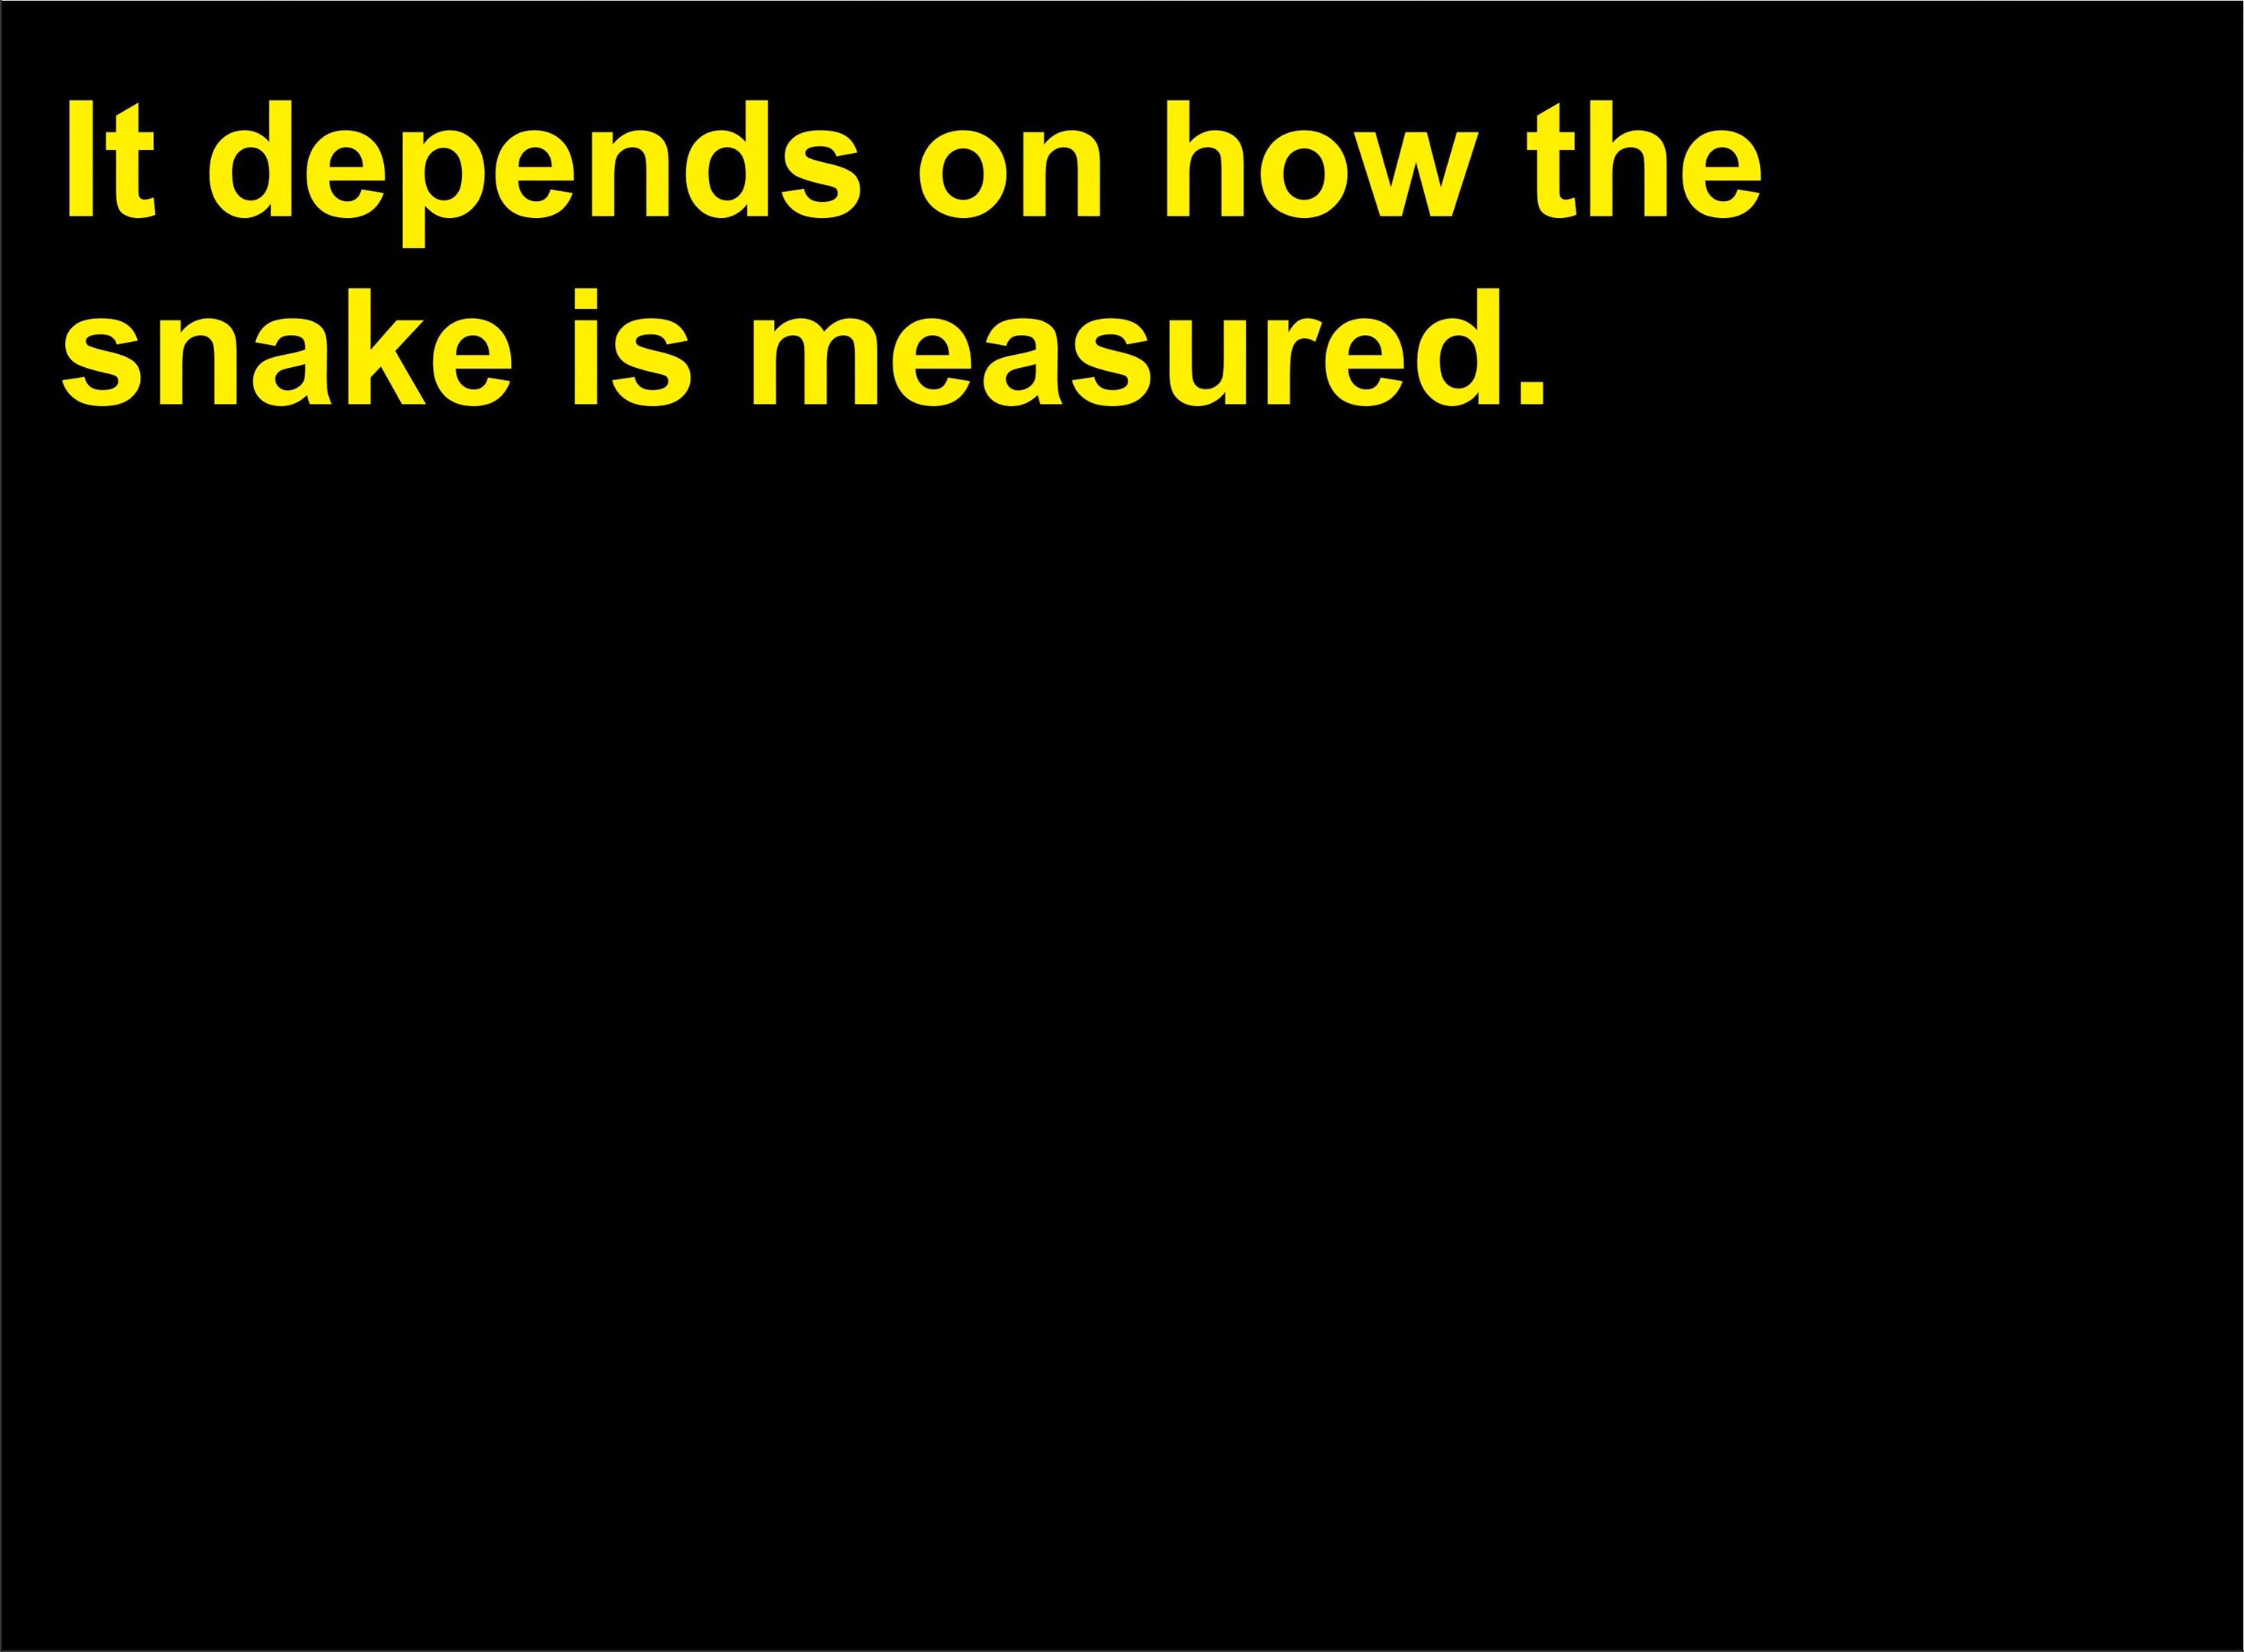 It depends on how the
snake is measured.